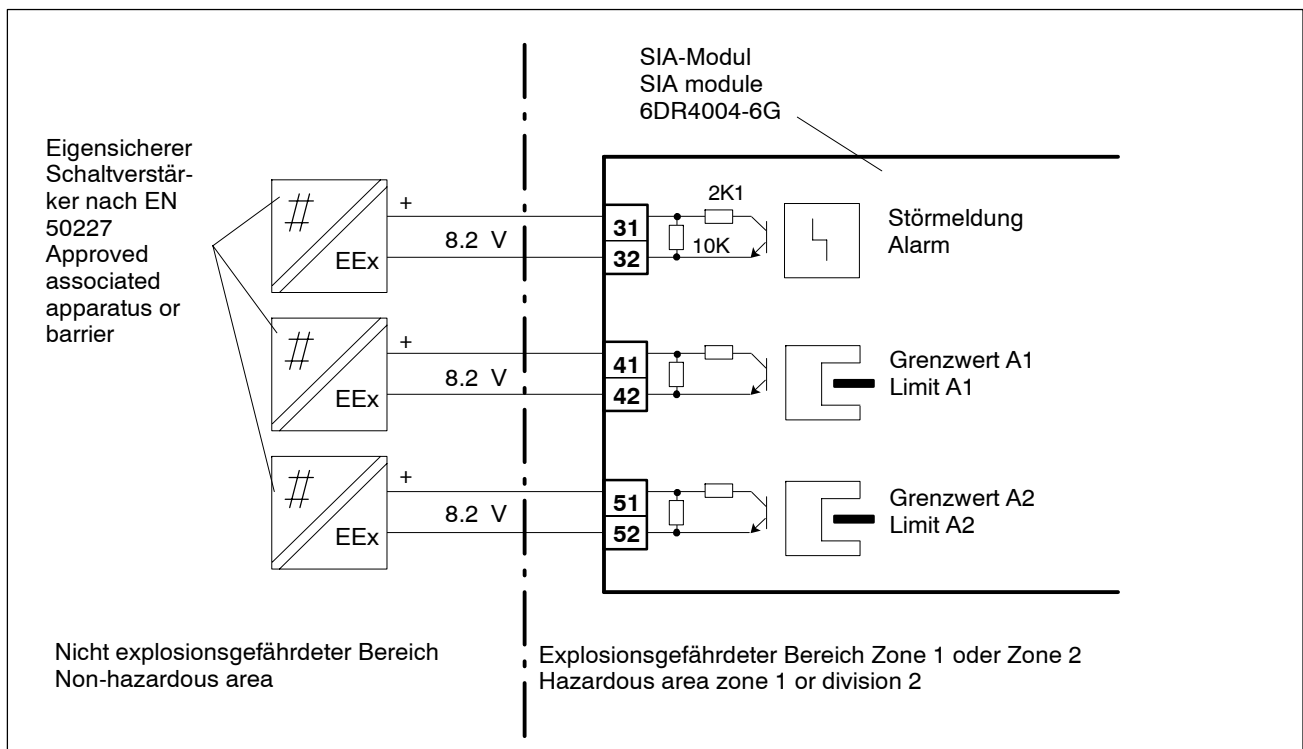 SIA-Modul
SIA module
6DR4004-6G
Eigensicherer
Schaltverstär-
ker nach EN
50227
Approved
associated
apparatus or
barrier
+
8.2 V
EEx
31
32
2K1
10K
Störmeldung
Alarm
+
8.2 V
EEx
41
42
Grenzwert A1
Limit A1
+
8.2 V
EEx
51
52
Grenzwert A2
Limit A2
Nicht explosionsgefährdeter Bereich
Non-hazardous area
Explosionsgefährdeter Bereich Zone 1 oder Zone 2
Hazardous area zone 1 or division 2